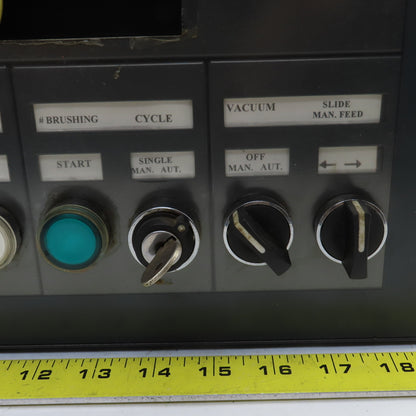 #BRUSHING CYCLE
VACUUM SLIDE
MAN. FEED
START
SINGLE
MAN. AUT.
OFF
MAN. AUT.
← →
12 13 14 15 16 17 18